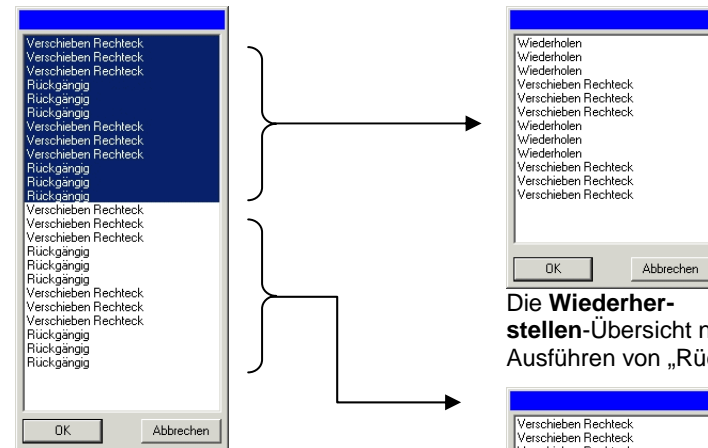 Verschieben Rechteck
Verschieben Rechteck
Verschieben Rechteck
Rückgängig
Rückgängig
Rückgängig
Verschieben Rechteck
Verschieben Rechteck
Verschieben Rechteck
Rückgängig
Rückgängig
Rückgängig
Verschieben Rechteck
Verschieben Rechteck
Verschieben Rechteck
Rückgängig
Rückgängig
Rückgängig
Verschieben Rechteck
Verschieben Rechteck
Verschieben Rechteck
Rückgängig
Rückgängig
Rückgängig
OK Abbrechen
Wiederholen
Wiederholen
Wiederholen
Verschieben Rechteck
Verschieben Rechteck
Verschieben Rechteck
Wiederholen
Wiederholen
Wiederholen
Verschieben Rechteck
Verschieben Rechteck
Verschieben Rechteck
OK Abbrechen
Die Wiederher-
stellen-Übersicht
Ausführen von
Verschieben Rechteck
Verschieben Rechteck